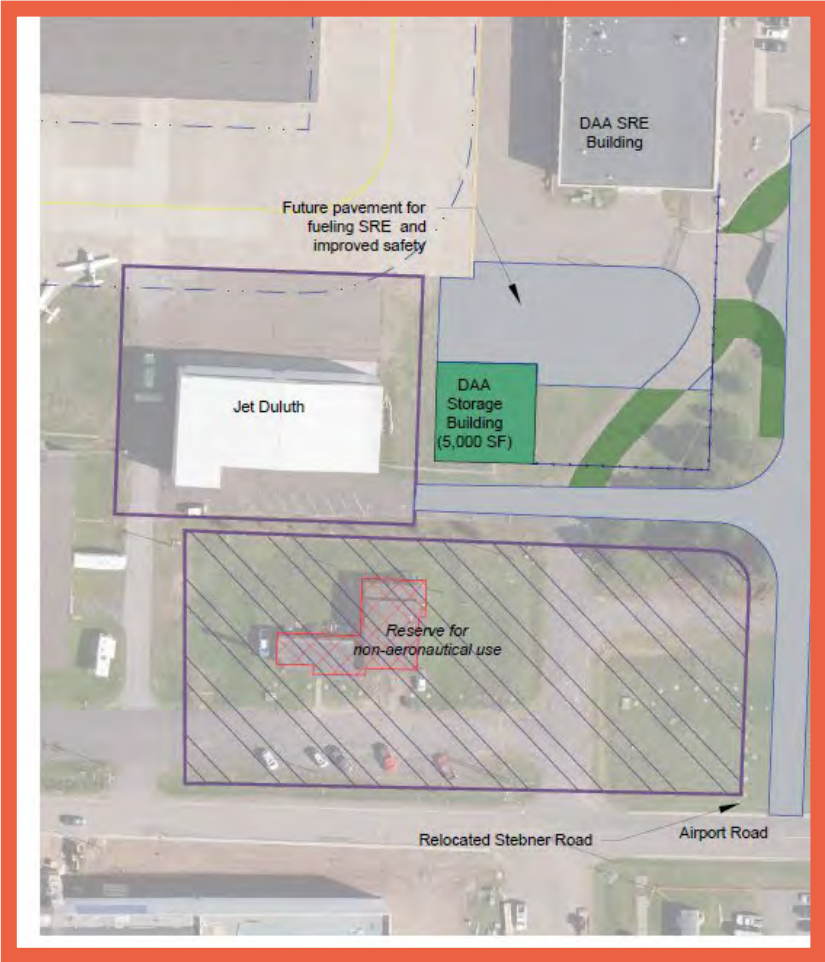 DAA SRE
Building
Future pavement for
fueling SRE and
improved safety
Jet Duluth
DAA
Storage
Building
(5,000 SF)
Reserve for
non-aeronautical use
Relocated Stebner Road
Airport Road